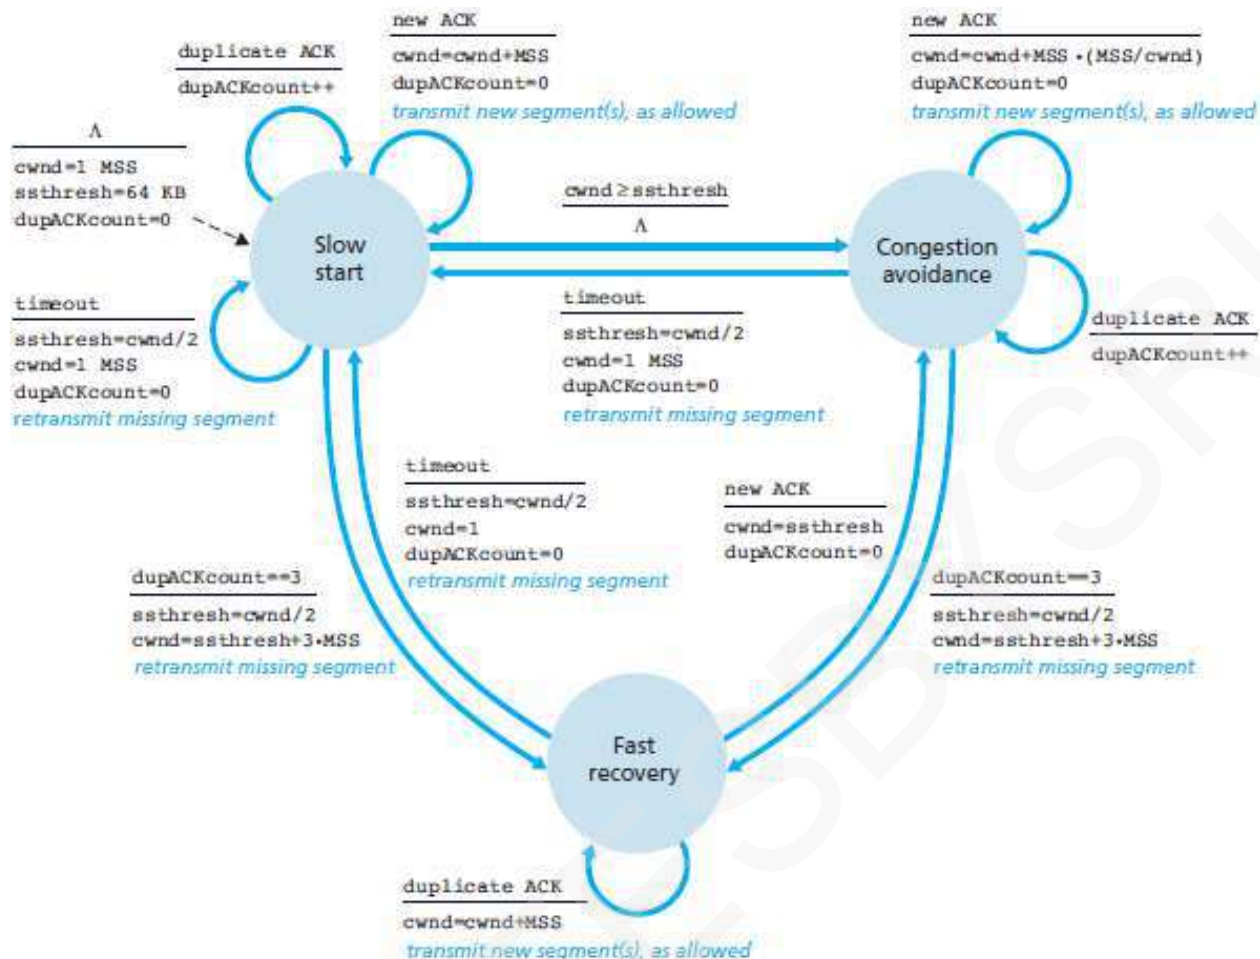 new ACK
cwnd=cwnd+MSS
dupACKcount=0
transmit new segment(s), as allowed
duplicate ACK
dupACKcount++
Λ
cwnd=1 MSS
ssthresh=64 KB
dupACKcount=0
new ACK
cwnd=cwnd+MSS •(MSS/cwnd)
dupACKcount=0
transmit new segment(s), as allowed
cwnd≥ssthresh
Λ
Slow
start
Congestion
avoidance
timeout
ssthresh=cwnd/2
cwnd=1 MSS
dupACKcount=0
retransmit missing segment
timeout
ssthresh=cwnd/2
cwnd=1 MSS
dupACKcount=0
retransmit missing segment
duplicate ACK
dupACKcount++
timeout
ssthresh=cwnd/2
cwnd=1
dupACKcount=0
retransmit missing segment
new ACK
cwnd=ssthresh
dupACKcount=0
dupACKcount==3
ssthresh=cwnd/2
cwnd=ssthresh+3•MSS
retransmit missing segment
dupACKcount==3
ssthresh=cwnd/2
cwnd=ssthresh+3•MSS
retransmit missing segment
Fast
recovery
duplicate ACK
cwnd=cwnd+MSS
transmit new segment(s), as allowed